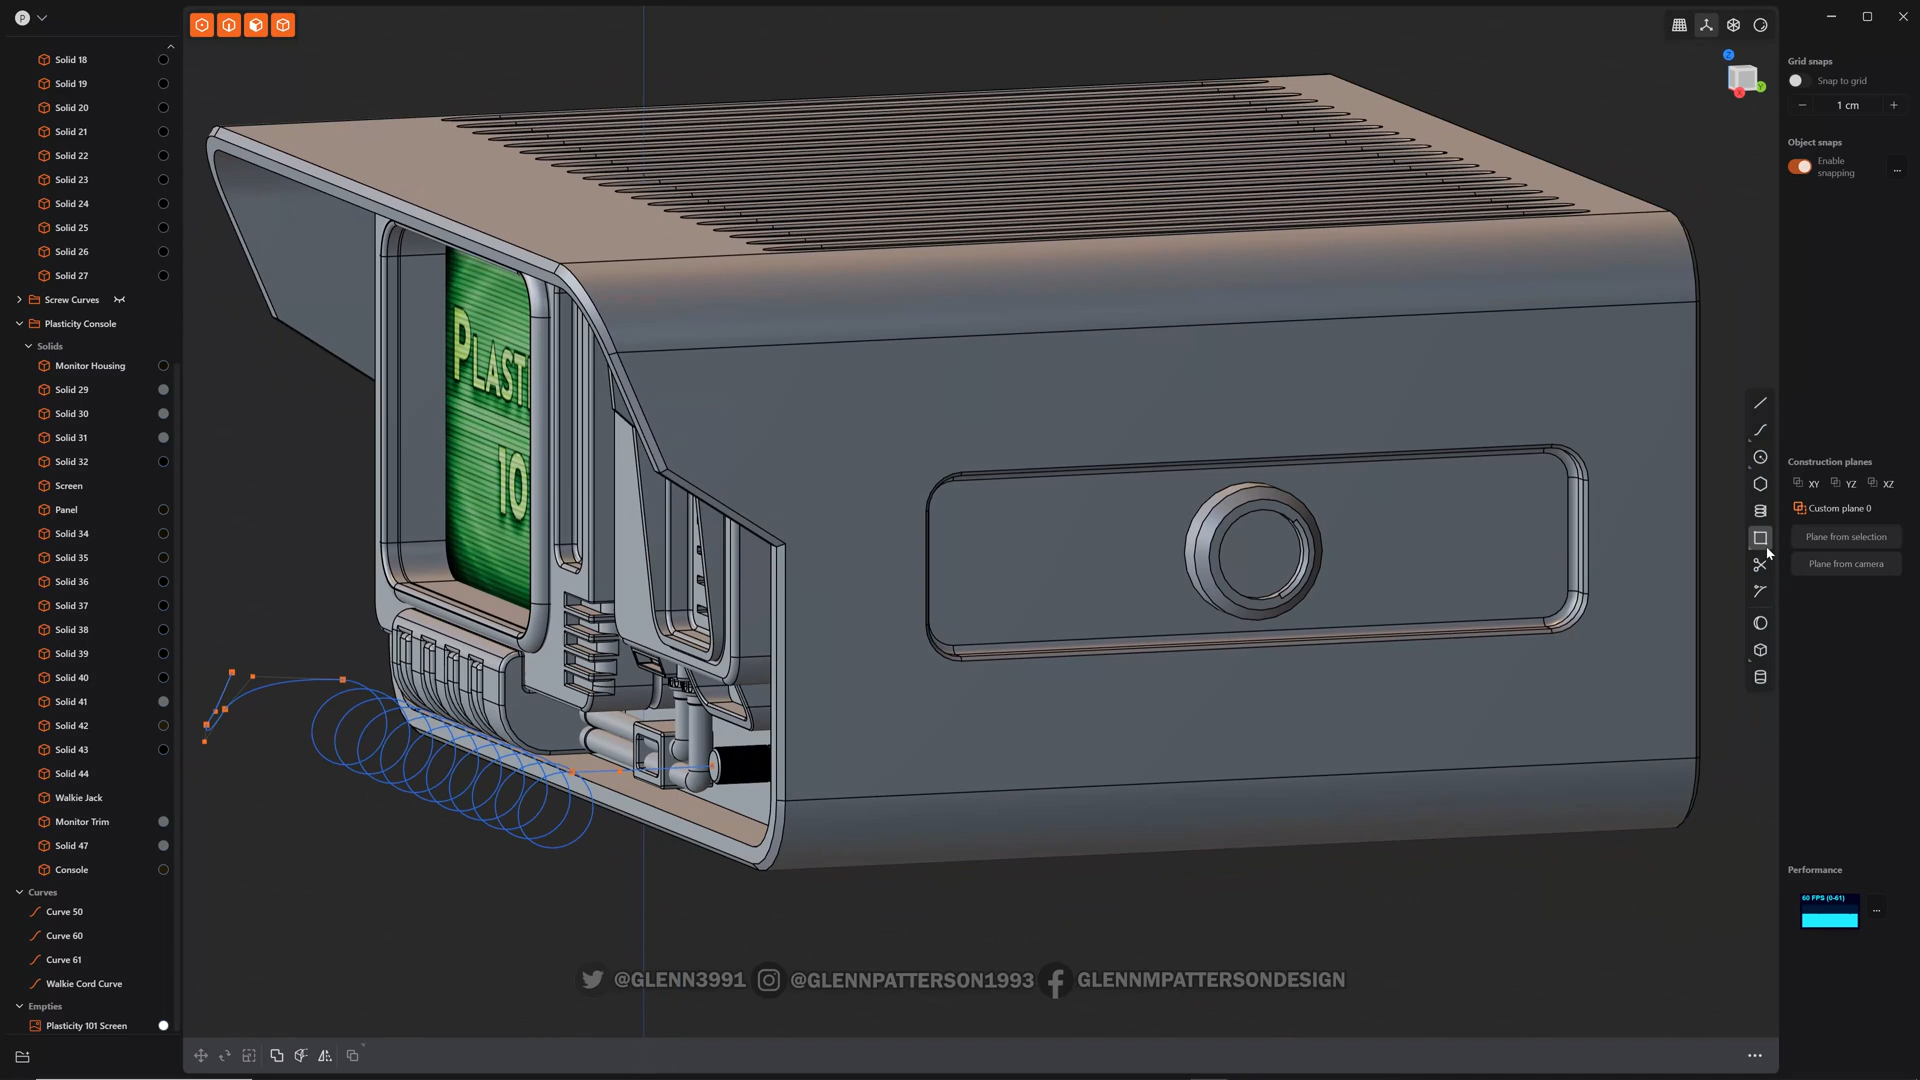 P
Solid 18
Solid 19
Solid 20
Solid 21
Solid 22
Solid 23
Solid 24
Solid 25
Solid 26
Solid 27
Screw Curves
Plasticity Console
Solids
Monitor Housing
Solid 29
Solid 30
Solid 31
Solid 32
Screen
Panel
Solid 34
Solid 35
Solid 36
Solid 37
Solid 38
Solid 39
Solid 40
Solid 41
Solid 42
Solid 43
Solid 44
Walkie Jack
Monitor Trim
Solid 47
Console
Curves
Curve 50
Curve 60
Curve 61
Walkie Cord Curve
Empties
Plasticity 101 Screen
PLASTI
10
@GLENN3991 @GLENNPATTERSON1993 GLENNMPATTERSONDESIGN
Z
Y
X
Grid snaps
Snap to grid
1 cm
Object snaps
Enable
snapping
...
Construction planes
XY YZ XZ
Custom plane 0
Plane from selection
Plane from camera
Performance
60 FPS (0-61)
...